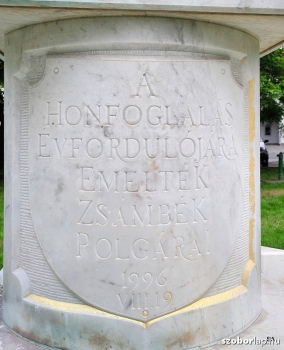 A
HONFOGLALÁS
ÉVFORDULÓJÁRA
EMELTÉK
ZSÁMBÉK
POLGÁRAI
1996
VIII.19
szoborlap.hu